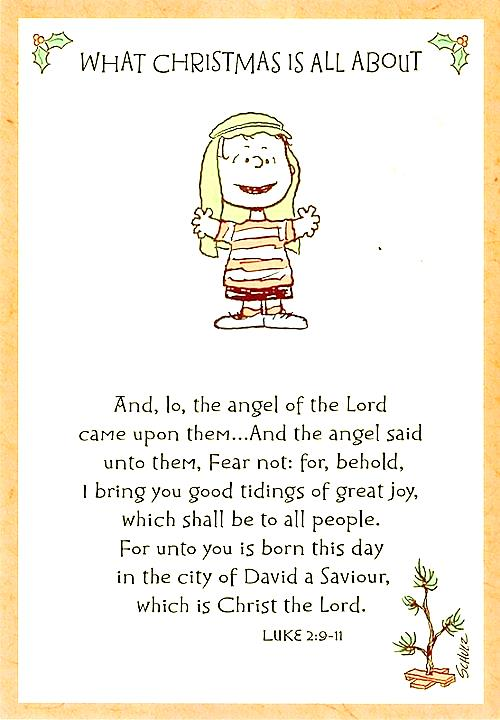 WHAT CHRISTMAS IS ALL ABOUT
And, lo, the angel of the Lord
came upon them...And the angel said
unto them, Fear not: for, behold,
I bring you good tidings of great joy,
which shall be to all people.
For unto you is born this day
in the city of David a Saviour,
which is Christ the Lord.
LUKE 2:9-11
SCHULZ